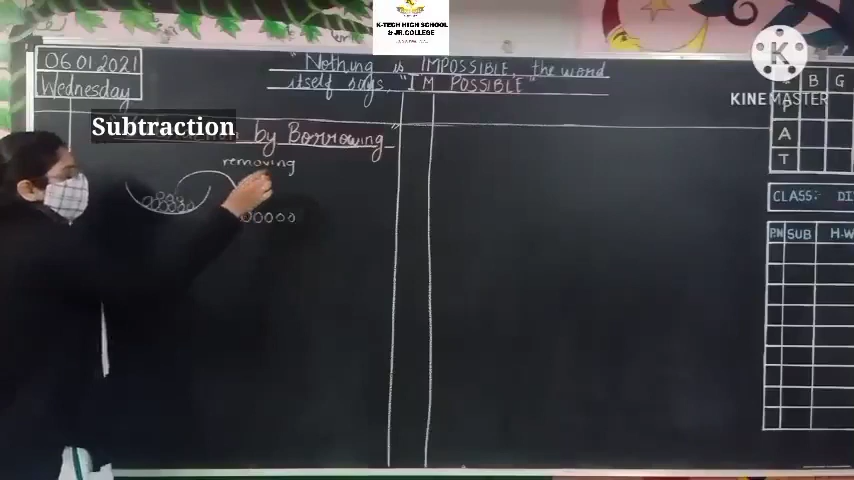 K-TECH HIGH SCHOOL
& JR.COLLEGE
06 01 2021
Wednesday
"Nothing is IMPOSSIBLE, the word
itself says, "I'M POSSIBLE"
KINEMASTER
B G
P
A
T
Subtraction
by Borrowing"
removing
CLASS:- DI
P.N SUB H-W